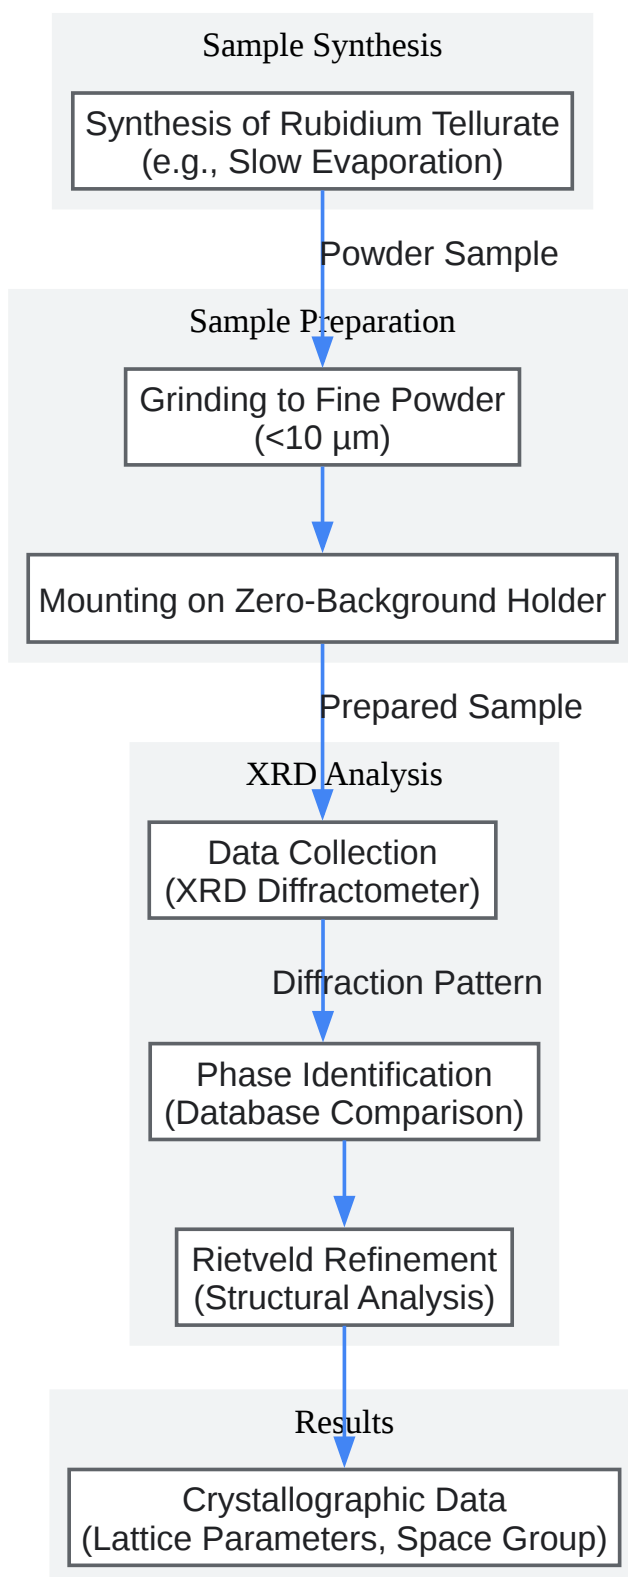 Sample Synthesis
Synthesis of Rubidium Tellurate
(e.g., Slow Evaporation)
Powder Sample
Sample Preparation
Grinding to Fine Powder
(<10 µm)
Mounting on Zero-Background Holder
Prepared Sample
XRD Analysis
Data Collection
(XRD Diffractometer)
Diffraction Pattern
Phase Identification
(Database Comparison)
Rietveld Refinement
(Structural Analysis)
Results
Crystallographic Data
(Lattice Parameters, Space Group)